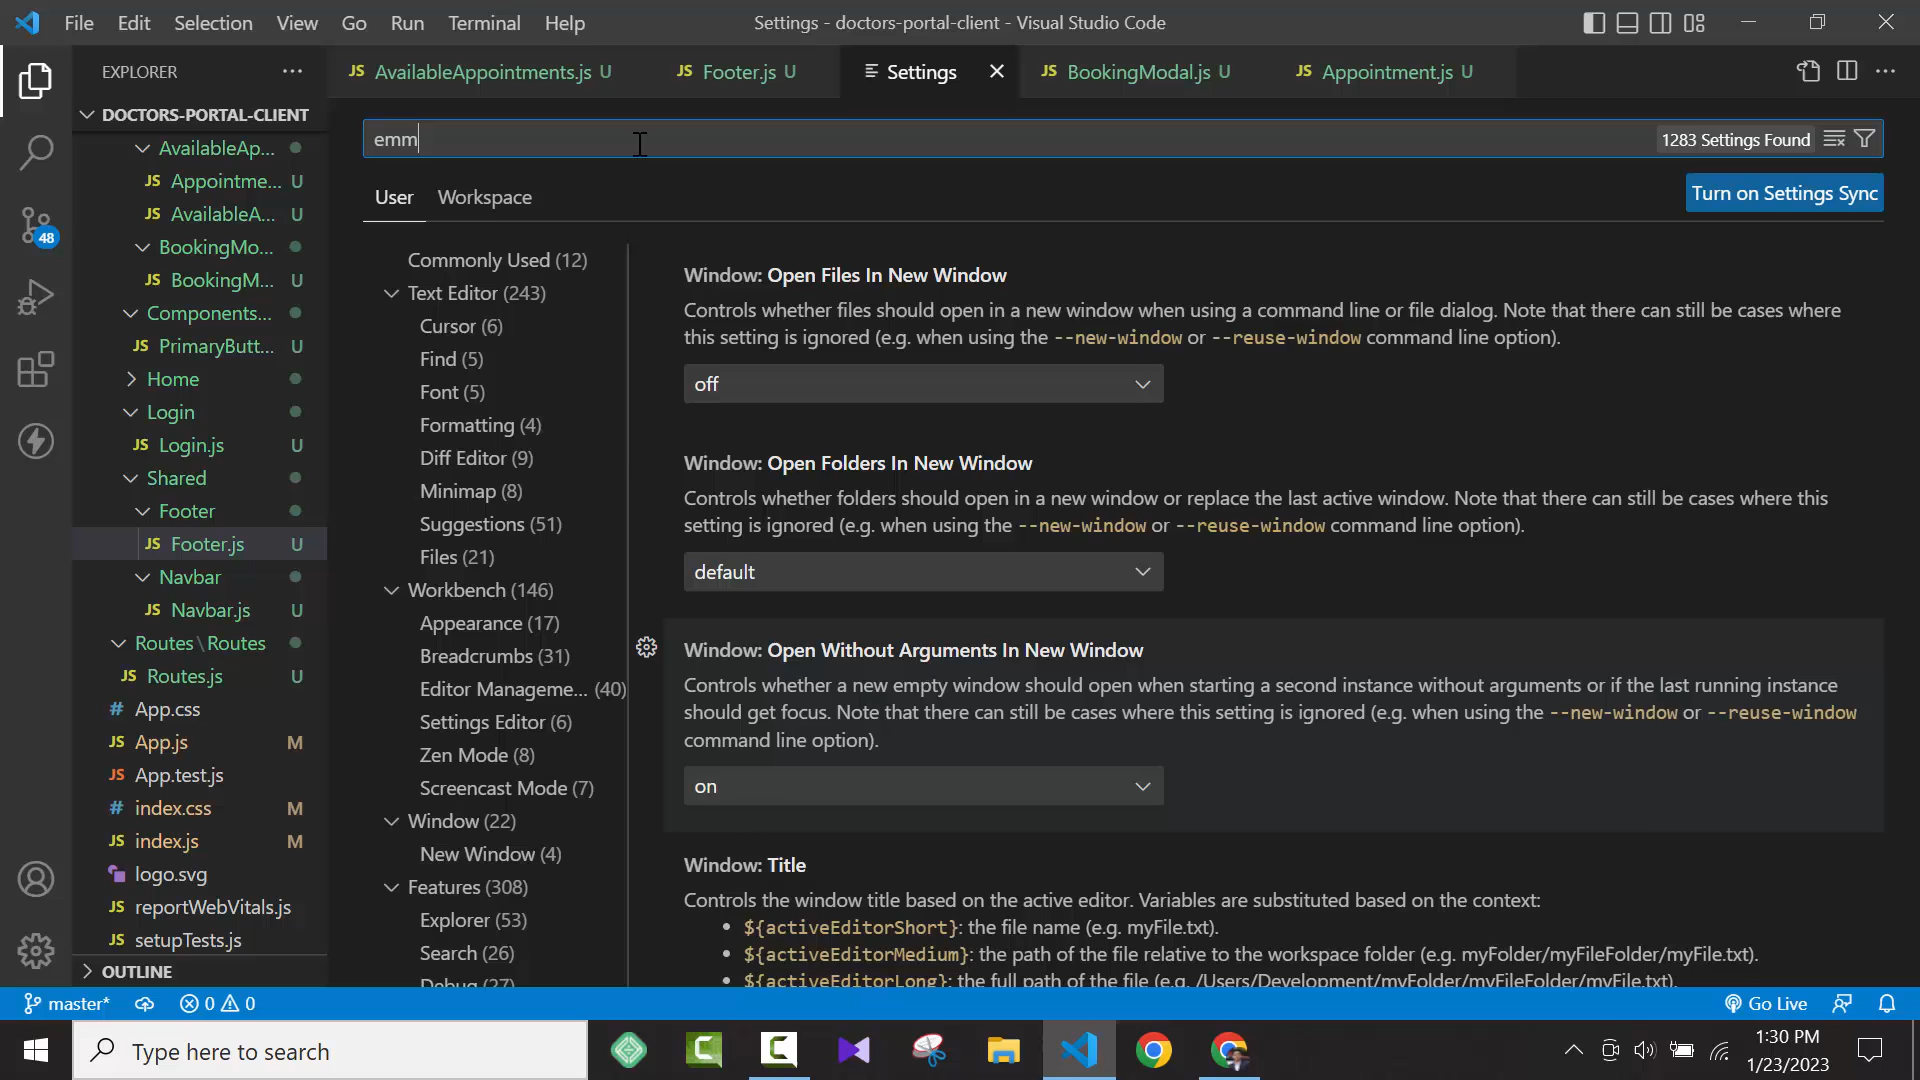 File Edit Selection View Go Run Terminal Help
Settings - doctors-portal-client - Visual Studio Code
EXPLORER
JS AvailableAppointments.js U
JS Footer.js U
Settings
JS BookingModal.js U
JS Appointment.js U
DOCTORS-PORTAL-CLIENT
AvailableAp...
JS Appointme... U
JS AvailableA... U
BookingMo...
JS BookingM... U
Components...
JS PrimaryButt... U
Home
Login
JS Login.js U
Shared
Footer
JS Footer.js U
Navbar
JS Navbar.js U
Routes\Routes
JS Routes.js U
# App.css
JS App.js M
JS App.test.js
# index.css M
JS index.js M
logo.svg
JS reportWebVitals.js
JS setupTests.js
OUTLINE
48
emm
1283 Settings Found
User Workspace
Turn on Settings Sync
Commonly Used (12)
Text Editor (243)
Cursor (6)
Find (5)
Font (5)
Formatting (4)
Diff Editor (9)
Minimap (8)
Suggestions (51)
Files (21)
Workbench (146)
Appearance (17)
Breadcrumbs (31)
Editor Manageme... (40)
Settings Editor (6)
Zen Mode (8)
Screencast Mode (7)
Window (22)
New Window (4)
Features (308)
Explorer (53)
Search (26)
Debug (27)
Window: Open Files In New Window
Controls whether files should open in a new window when using a command line or file dialog. Note that there can still be cases where
this setting is ignored (e.g. when using the --new-window or --reuse-window command line option).
off
Window: Open Folders In New Window
Controls whether folders should open in a new window or replace the last active window. Note that there can still be cases where this
setting is ignored (e.g. when using the --new-window or --reuse-window command line option).
default
Window: Open Without Arguments In New Window
Controls whether a new empty window should open when starting a second instance without arguments or if the last running instance
should get focus. Note that there can still be cases where this setting is ignored (e.g. when using the --new-window or --reuse-window
command line option).
on
Window: Title
Controls the window title based on the active editor. Variables are substituted based on the context:
• ${activeEditorShort}: the file name (e.g. myFile.txt).
• ${activeEditorMedium}: the path of the file relative to the workspace folder (e.g. myFolder/myFileFolder/myFile.txt).
• ${activeEditorLong}: the full path of the file (e.g. /Users/Development/myFolder/myFileFolder/myFile.txt).
master* 0 0
Go Live
Type here to search
1:30 PM
1/23/2023